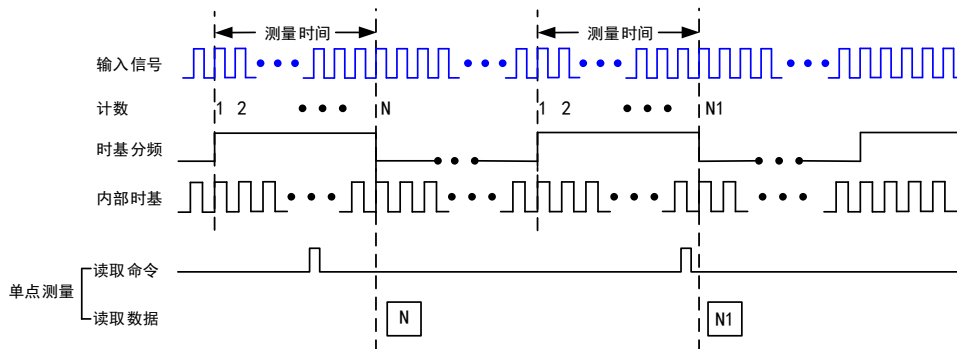 测量时间 测量时间
输入信号
计数 1 2 N 1 2 N1
时基分频
内部时基
读取命令
单点测量
读取数据 N N1